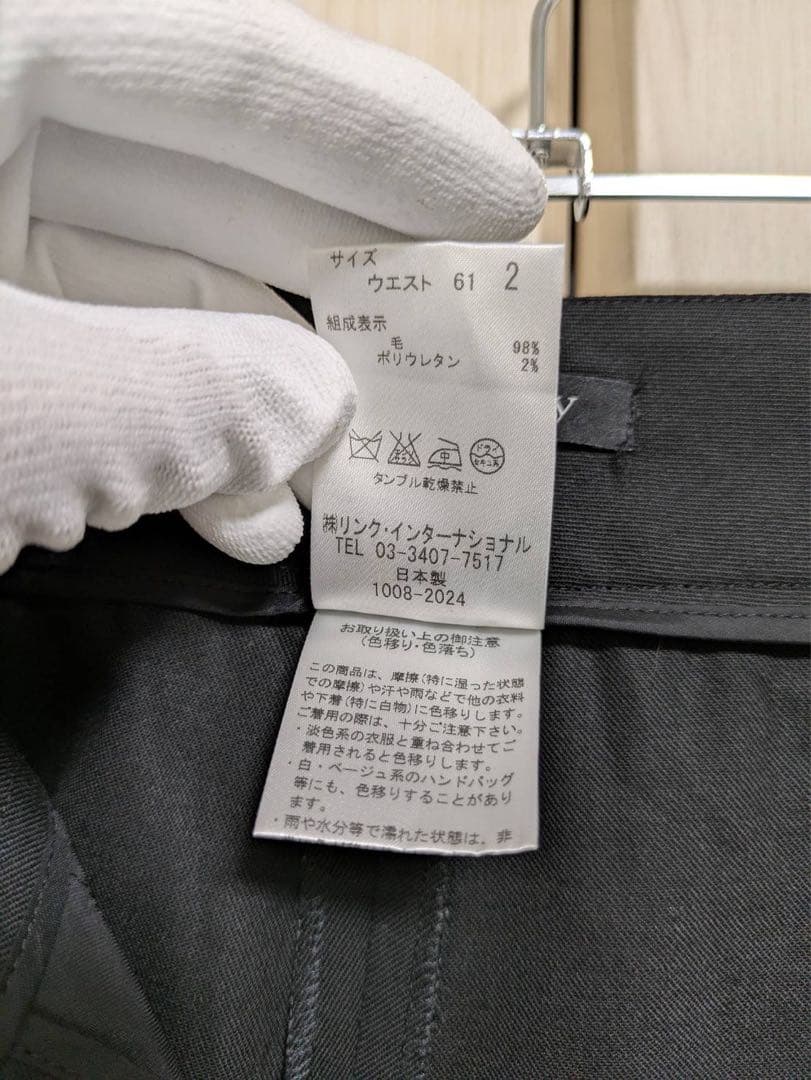 サイズ
ウエスト 61 2
組成表示
毛 98%
ポリウレタン 2%
ドライ
セキユ系
タンブル乾燥禁止
㈱リンク・インターナショナル
TEL 03-3407-7517
日本製
1008-2024
お取り扱い上の御注意
(色移り・色落ち)
この商品は、摩擦(特に湿った状態
での摩擦)や汗や雨などで他の衣料
や下着(特に白物)に色移りします。
ご着用の際は、十分ご注意下さい。
・淡色系の衣服と重ね合わせてご
着用されると色移りします。
・白・ベージュ系のハンドバッグ
等にも、色移りすることがあり
ます。
・雨や水分等で濡れた状態は、非
y